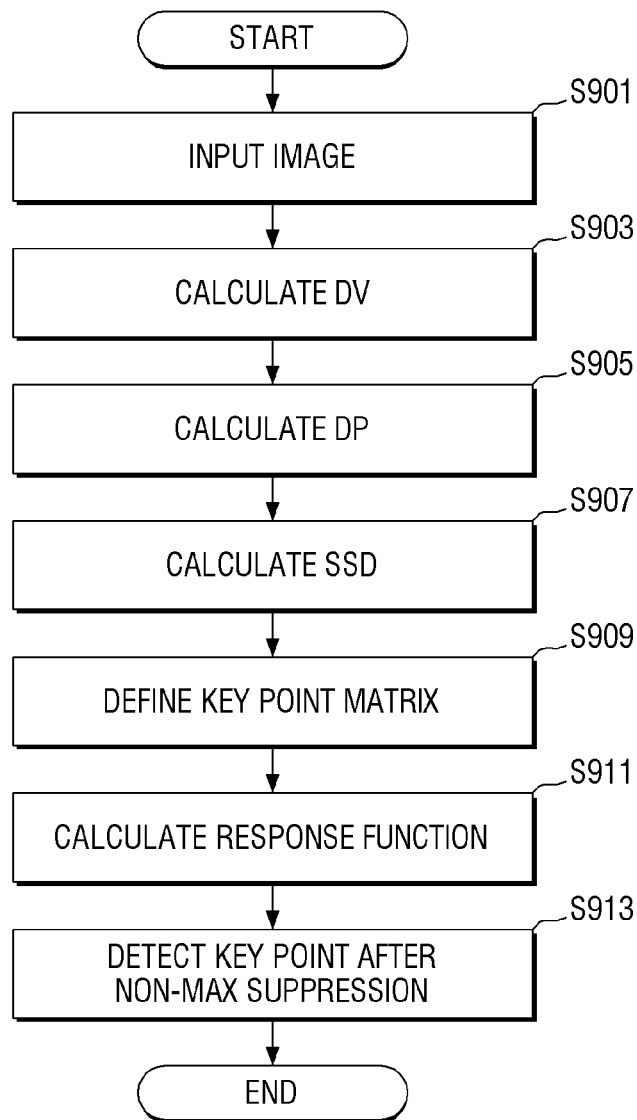 START
S901
INPUT IMAGE
S903
CALCULATE DV
S905
CALCULATE DP
S907
CALCULATE SSD
S909
DEFINE KEY POINT MATRIX
S911
CALCULATE RESPONSE FUNCTION
S913
DETECT KEY POINT AFTER
NON-MAX SUPPRESSION
END